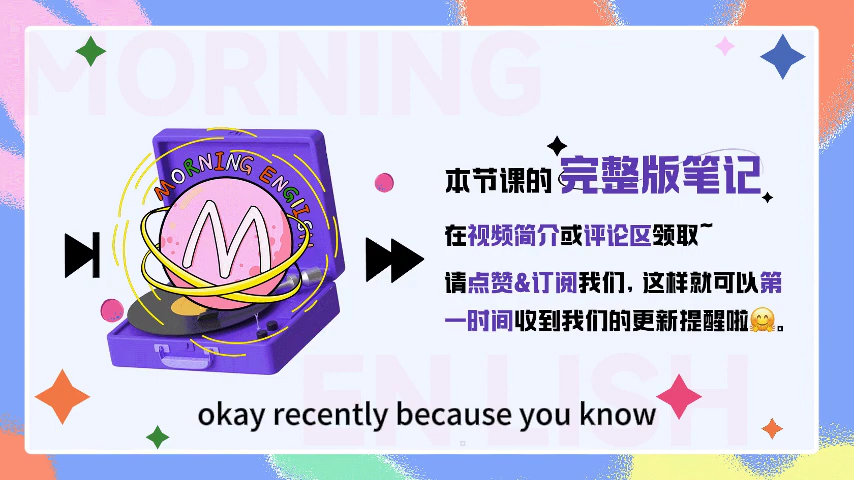 MORNING
MORNING ENGLISH
M
本节课的 完整版笔记
在视频简介或评论区领取~
请点赞&订阅我们，这样就可以第
一时间收到我们的更新提醒啦🤗。
EN LISH
okay recently because you know